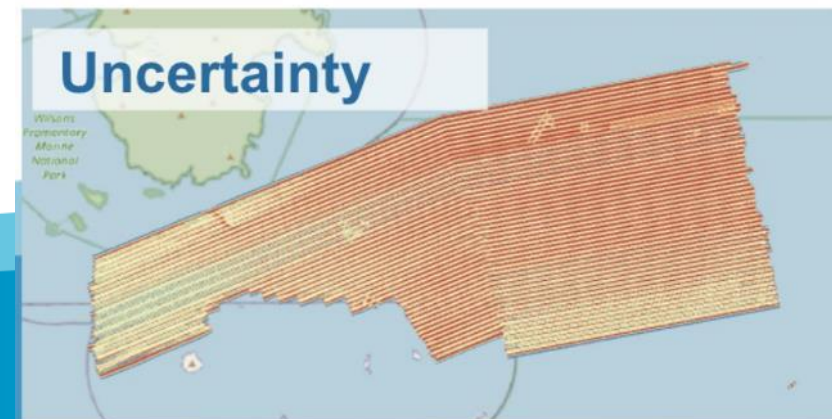 Uncertainty
Wilsons
Promontory
Marine
National
Park